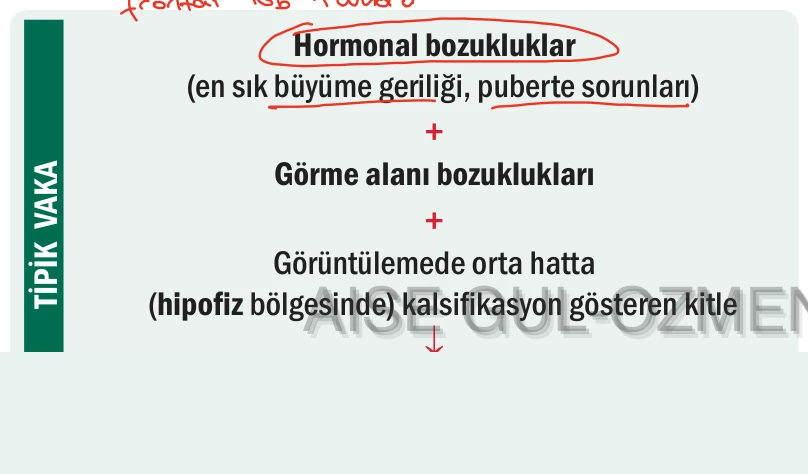 Hormonal bozukluklar
(en sık büyüme geriliği, puberte sorunları)
+
Görme alanı bozuklukları
+
Görüntülemede orta hatta
(hipofiz bölgesinde) kalsifikasyon gösteren kitle
↓
TİPİK VAKA
AISE GUL-OZMEN